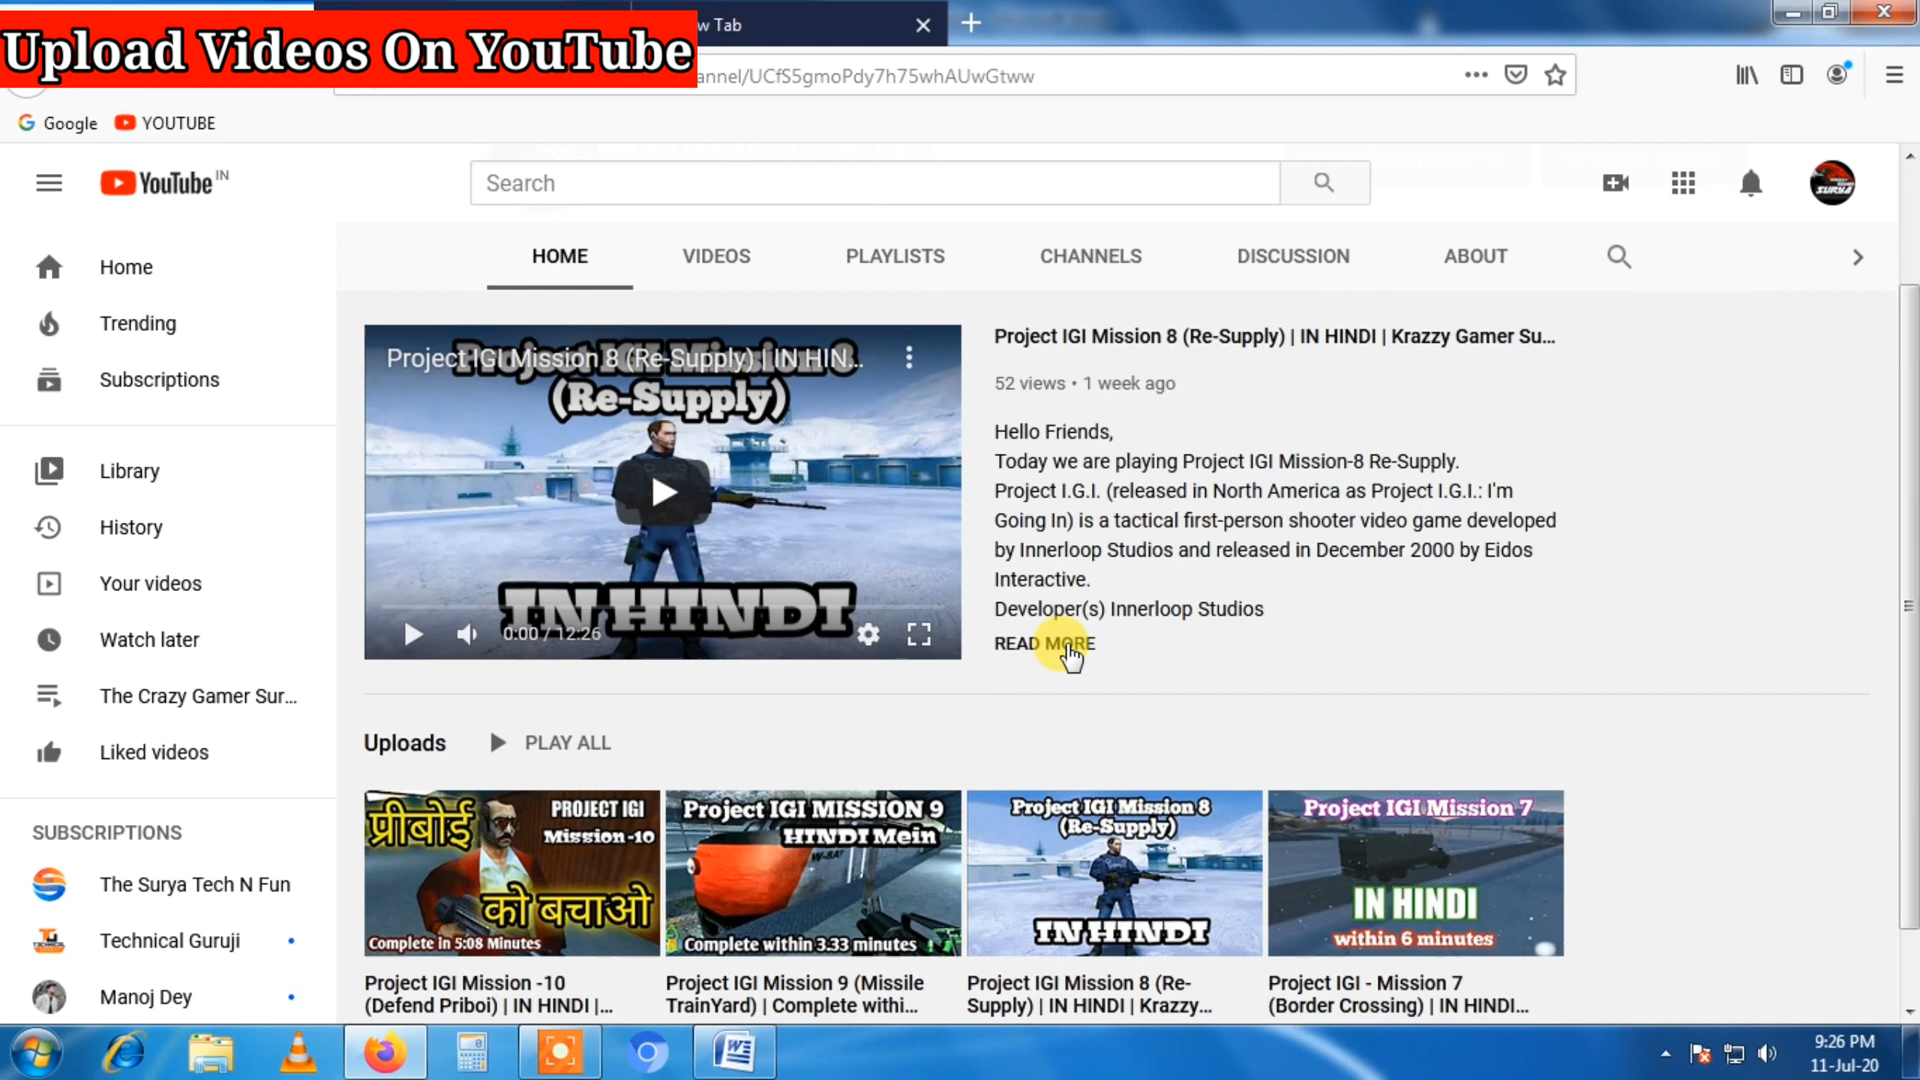 Upload Videos On YouTube
w Tab
annel/UCfS5gmoPdy7h75whAUwGtww
Google
YOUTUBE
YouTube IN
Search
HOME
VIDEOS
PLAYLISTS
CHANNELS
DISCUSSION
ABOUT
Home
Trending
Subscriptions
Library
History
Your videos
Watch later
The Crazy Gamer Sur...
Liked videos
SUBSCRIPTIONS
The Surya Tech N Fun
Technical Guruji
Manoj Dey
Project IGI Mission 8 (Re-Supply) | IN HIN...
Project IGI Mission 8
(Re-Supply)
IN HINDI
0:00 / 12:26
Project IGI Mission 8 (Re-Supply) | IN HINDI | Krazzy Gamer Su...
52 views • 1 week ago
Hello Friends,
Today we are playing Project IGI Mission-8 Re-Supply.
Project I.G.I. (released in North America as Project I.G.I.: I'm
Going In) is a tactical first-person shooter video game developed
by Innerloop Studios and released in December 2000 by Eidos
Interactive.
Developer(s) Innerloop Studios
READ MORE
Uploads
PLAY ALL
प्रीबोई
PROJECT IGI
Mission-10
को बचाओ
Complete in 5:08 Minutes
Project IGI MISSION 9
HINDI Mein
Complete within 3.33 minutes
Project IGI Mission 8
(Re-Supply)
IN HINDI
Project IGI Mission 7
IN HINDI
within 6 minutes
Project IGI Mission -10
(Defend Priboi) | IN HINDI |...
Project IGI Mission 9 (Missile
TrainYard) | Complete withi...
Project IGI Mission 8 (Re-
Supply) | IN HINDI | Krazzy...
Project IGI - Mission 7
(Border Crossing) | IN HINDI...
9:26 PM
11-Jul-20